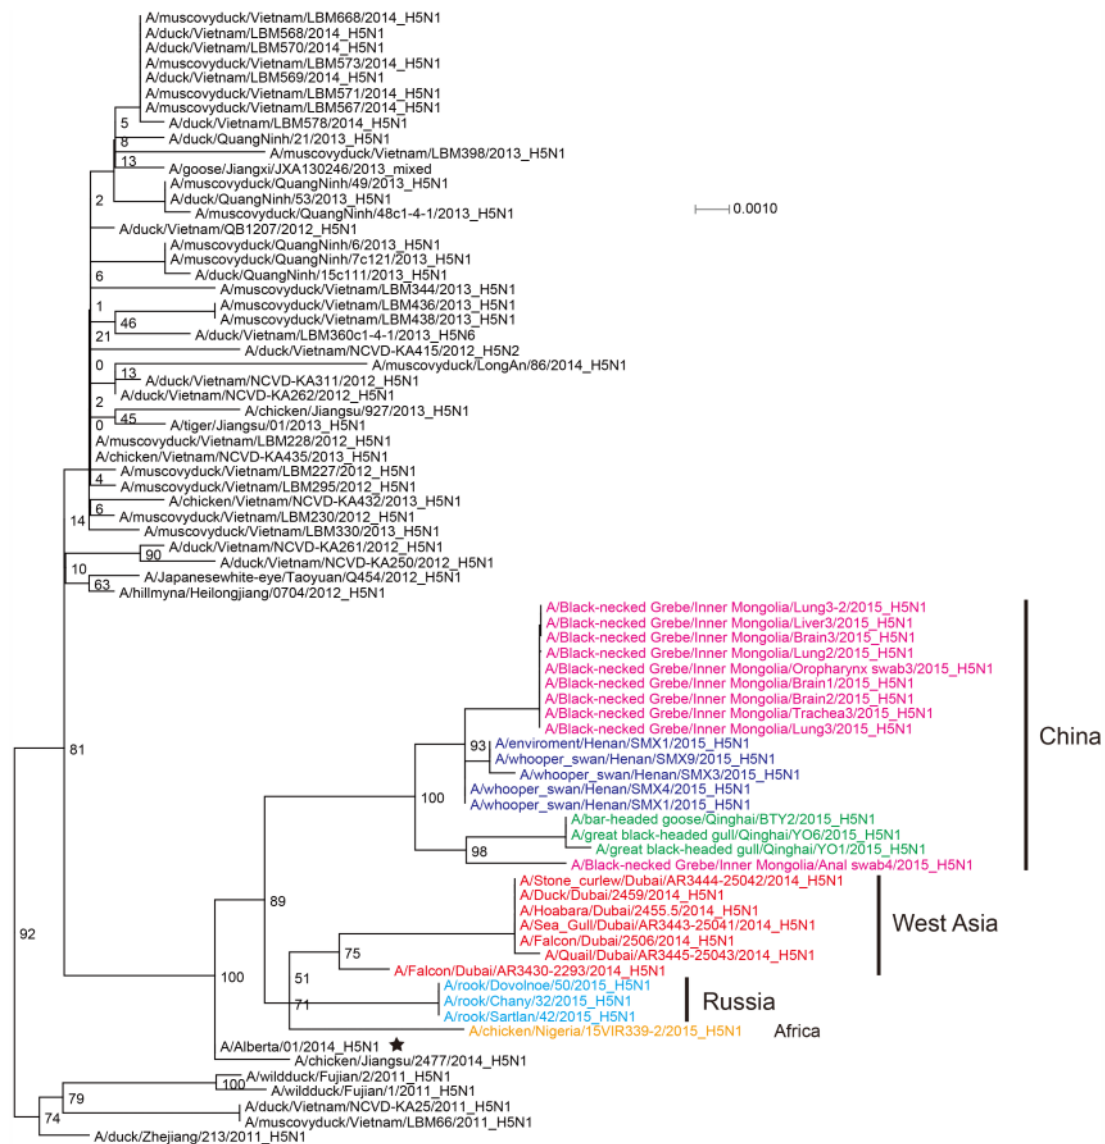 A/muscovyduck/Vietnam/LBM668/2014_H5N1
A/duck/Vietnam/LBM568/2014_H5N1
A/duck/Vietnam/LBM570/2014_H5N1
A/muscovyduck/Vietnam/LBM573/2014_H5N1
A/duck/Vietnam/LBM569/2014_H5N1
A/muscovyduck/Vietnam/LBM571/2014_H5N1
A/muscovyduck/Vietnam/LBM567/2014_H5N1
5 A/duck/Vietnam/LBM578/2014_H5N1
8 A/duck/QuangNinh/21/2013_H5N1
A/muscovyduck/Vietnam/LBM398/2013_H5N1
13 A/goose/Jiangxi/JXA130246/2013_mixed
A/muscovyduck/QuangNinh/49/2013_H5N1
2 A/duck/QuangNinh/53/2013_H5N1
A/muscovyduck/QuangNinh/48c1-4-1/2013_H5N1
0.0010
A/duck/Vietnam/QB1207/2012_H5N1
A/muscovyduck/QuangNinh/6/2013_H5N1
A/muscovyduck/QuangNinh/7c121/2013_H5N1
6 A/duck/QuangNinh/15c111/2013_H5N1
A/muscovyduck/Vietnam/LBM344/2013_H5N1
1 A/muscovyduck/Vietnam/LBM436/2013_H5N1
46 A/muscovyduck/Vietnam/LBM438/2013_H5N1
21 A/duck/Vietnam/LBM360c1-4-1/2013_H5N6
A/duck/Vietnam/NCVD-KA415/2012_H5N2
0 A/muscovyduck/LongAn/86/2014_H5N1
13 A/duck/Vietnam/NCVD-KA311/2012_H5N1
2 A/duck/Vietnam/NCVD-KA262/2012_H5N1
A/chicken/Jiangsu/927/2013_H5N1
0 45 A/tiger/Jiangsu/01/2013_H5N1
A/muscovyduck/Vietnam/LBM228/2012_H5N1
A/chicken/Vietnam/NCVD-KA435/2013_H5N1
A/muscovyduck/Vietnam/LBM227/2012_H5N1
4 A/muscovyduck/Vietnam/LBM295/2012_H5N1
A/chicken/Vietnam/NCVD-KA432/2013_H5N1
6 A/muscovyduck/Vietnam/LBM230/2012_H5N1
14 A/muscovyduck/Vietnam/LBM330/2013_H5N1
A/duck/Vietnam/NCVD-KA261/2012_H5N1
90 A/duck/Vietnam/NCVD-KA250/2012_H5N1
10 A/Japanesewhite-eye/Taoyuan/Q454/2012_H5N1
63 A/hillmyna/Heilongjiang/0704/2012_H5N1
A/Black-necked Grebe/Inner Mongolia/Lung3-2/2015_H5N1
A/Black-necked Grebe/Inner Mongolia/Liver3/2015_H5N1
A/Black-necked Grebe/Inner Mongolia/Brain3/2015_H5N1
A/Black-necked Grebe/Inner Mongolia/Lung2/2015_H5N1
A/Black-necked Grebe/Inner Mongolia/Oropharynx swab3/2015_H5N1
A/Black-necked Grebe/Inner Mongolia/Brain1/2015_H5N1
A/Black-necked Grebe/Inner Mongolia/Brain2/2015_H5N1
A/Black-necked Grebe/Inner Mongolia/Trachea3/2015_H5N1
A/Black-necked Grebe/Inner Mongolia/Lung3/2015_H5N1
China
81 93 A/enviroment/Henan/SMX1/2015_H5N1
A/whooper_swan/Henan/SMX9/2015_H5N1
A/whooper_swan/Henan/SMX3/2015_H5N1
100 A/whooper_swan/Henan/SMX4/2015_H5N1
A/whooper_swan/Henan/SMX1/2015_H5N1
A/bar-headed goose/Qinghai/BTY2/2015_H5N1
A/great black-headed gull/Qinghai/YO6/2015_H5N1
98 A/great black-headed gull/Qinghai/YO1/2015_H5N1
A/Black-necked Grebe/Inner Mongolia/Anal swab4/2015_H5N1
A/Stone_curlew/Dubai/AR3444-25042/2014_H5N1
89 A/Duck/Dubai/2459/2014_H5N1
A/Hoabara/Dubai/2455.5/2014_H5N1
West Asia
92 A/Sea_Gull/Dubai/AR3443-25041/2014_H5N1
A/Falcon/Dubai/2506/2014_H5N1
75 A/Quail/Dubai/AR3445-25043/2014_H5N1
51 A/Falcon/Dubai/AR3430-2293/2014_H5N1
100 A/rook/Dovolnoe/50/2015_H5N1
71 A/rook/Chany/32/2015_H5N1
Russia
A/rook/Sartlan/42/2015_H5N1
A/chicken/Nigeria/15VIR339-2/2015_H5N1 Africa
A/Alberta/01/2014_H5N1
A/chicken/Jiangsu/2477/2014_H5N1
A/wildduck/Fujian/2/2011_H5N1
100 A/wildduck/Fujian/1/2011_H5N1
79 A/duck/Vietnam/NCVD-KA25/2011_H5N1
74 A/muscovyduck/Vietnam/LBM66/2011_H5N1
A/duck/Zhejiang/213/2011_H5N1